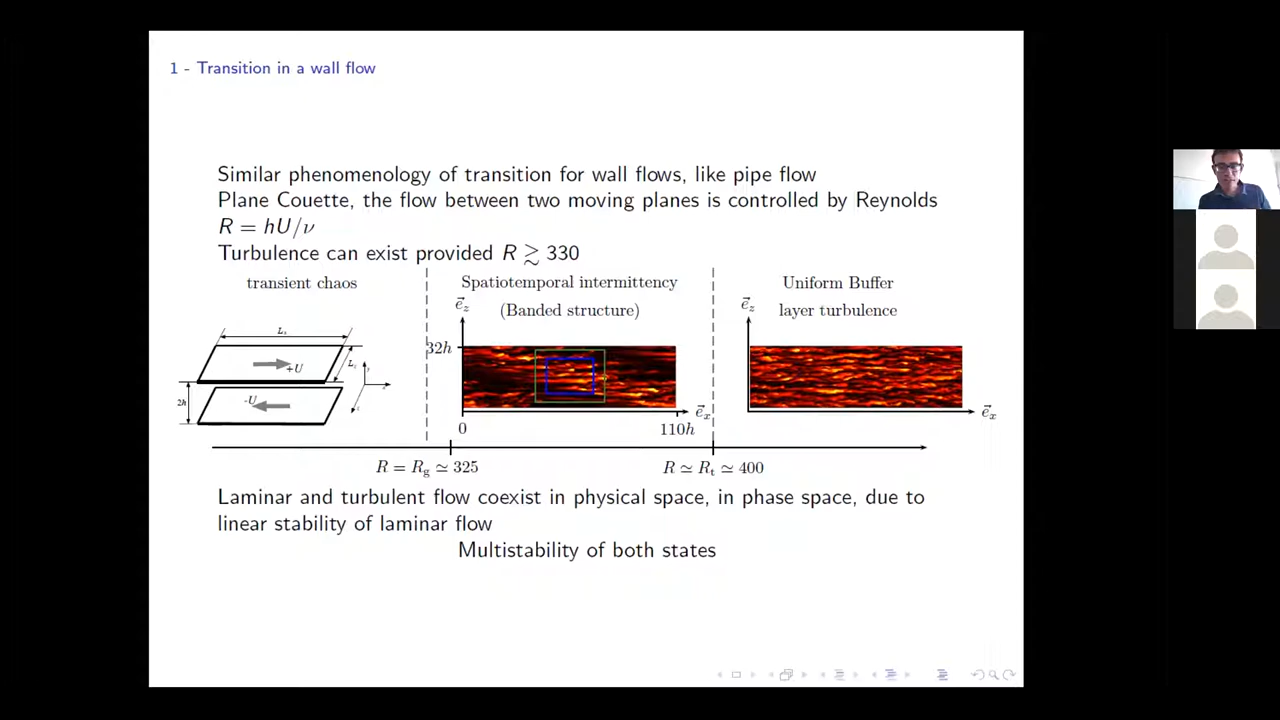 1 - Transition in a wall flow
Similar phenomenology of transition for wall flows, like pipe flow
Plane Couette, the flow between two moving planes is controlled by Reynolds
R = hU/ν
Turbulence can exist provided R ≳ 330
transient chaos
Spatiotemporal intermittency
(Banded structure)
Uniform Buffer
layer turbulence
e⃗z
32h
e⃗x
0
110h
e⃗z
e⃗x
+U
-U
2h
R = Rg ≃ 325
R ≃ Rt ≃ 400
Laminar and turbulent flow coexist in physical space, in phase space, due to
linear stability of laminar flow
Multistability of both states